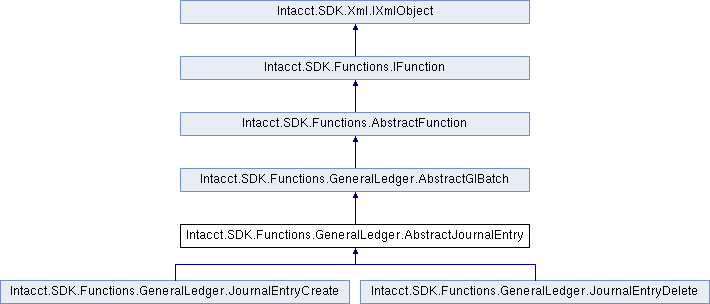 Intacct.SDK.Xml.IXmlObject
Intacct.SDK.Functions.IFunction
Intacct.SDK.Functions.AbstractFunction
Intacct.SDK.Functions.GeneralLedger.AbstractGlBatch
Intacct.SDK.Functions.GeneralLedger.AbstractJournalEntry
Intacct.SDK.Functions.GeneralLedger.JournalEntryCreate
Intacct.SDK.Functions.GeneralLedger.JournalEntryDelete